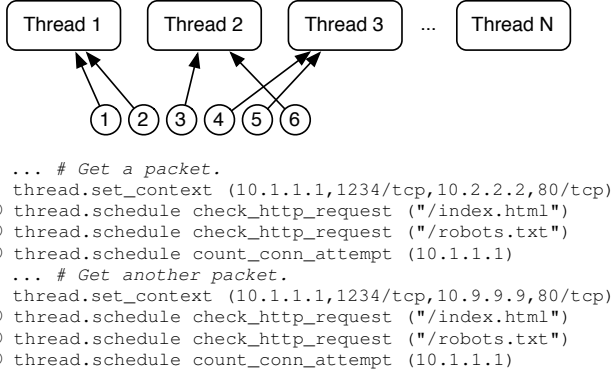 Thread 1 Thread 2 Thread 3 ... Thread N
1 2 3 4 5 6
... # Get a packet.
thread.set_context (10.1.1.1,1234/tcp,10.2.2.2,80/tcp)
thread.schedule check_http_request ("/index.html")
thread.schedule check_http_request ("/robots.txt")
thread.schedule count_conn_attempt (10.1.1.1)
... # Get another packet.
thread.set_context (10.1.1.1,1234/tcp,10.9.9.9,80/tcp)
thread.schedule check_http_request ("/index.html")
thread.schedule check_http_request ("/robots.txt")
thread.schedule count_conn_attempt (10.1.1.1)